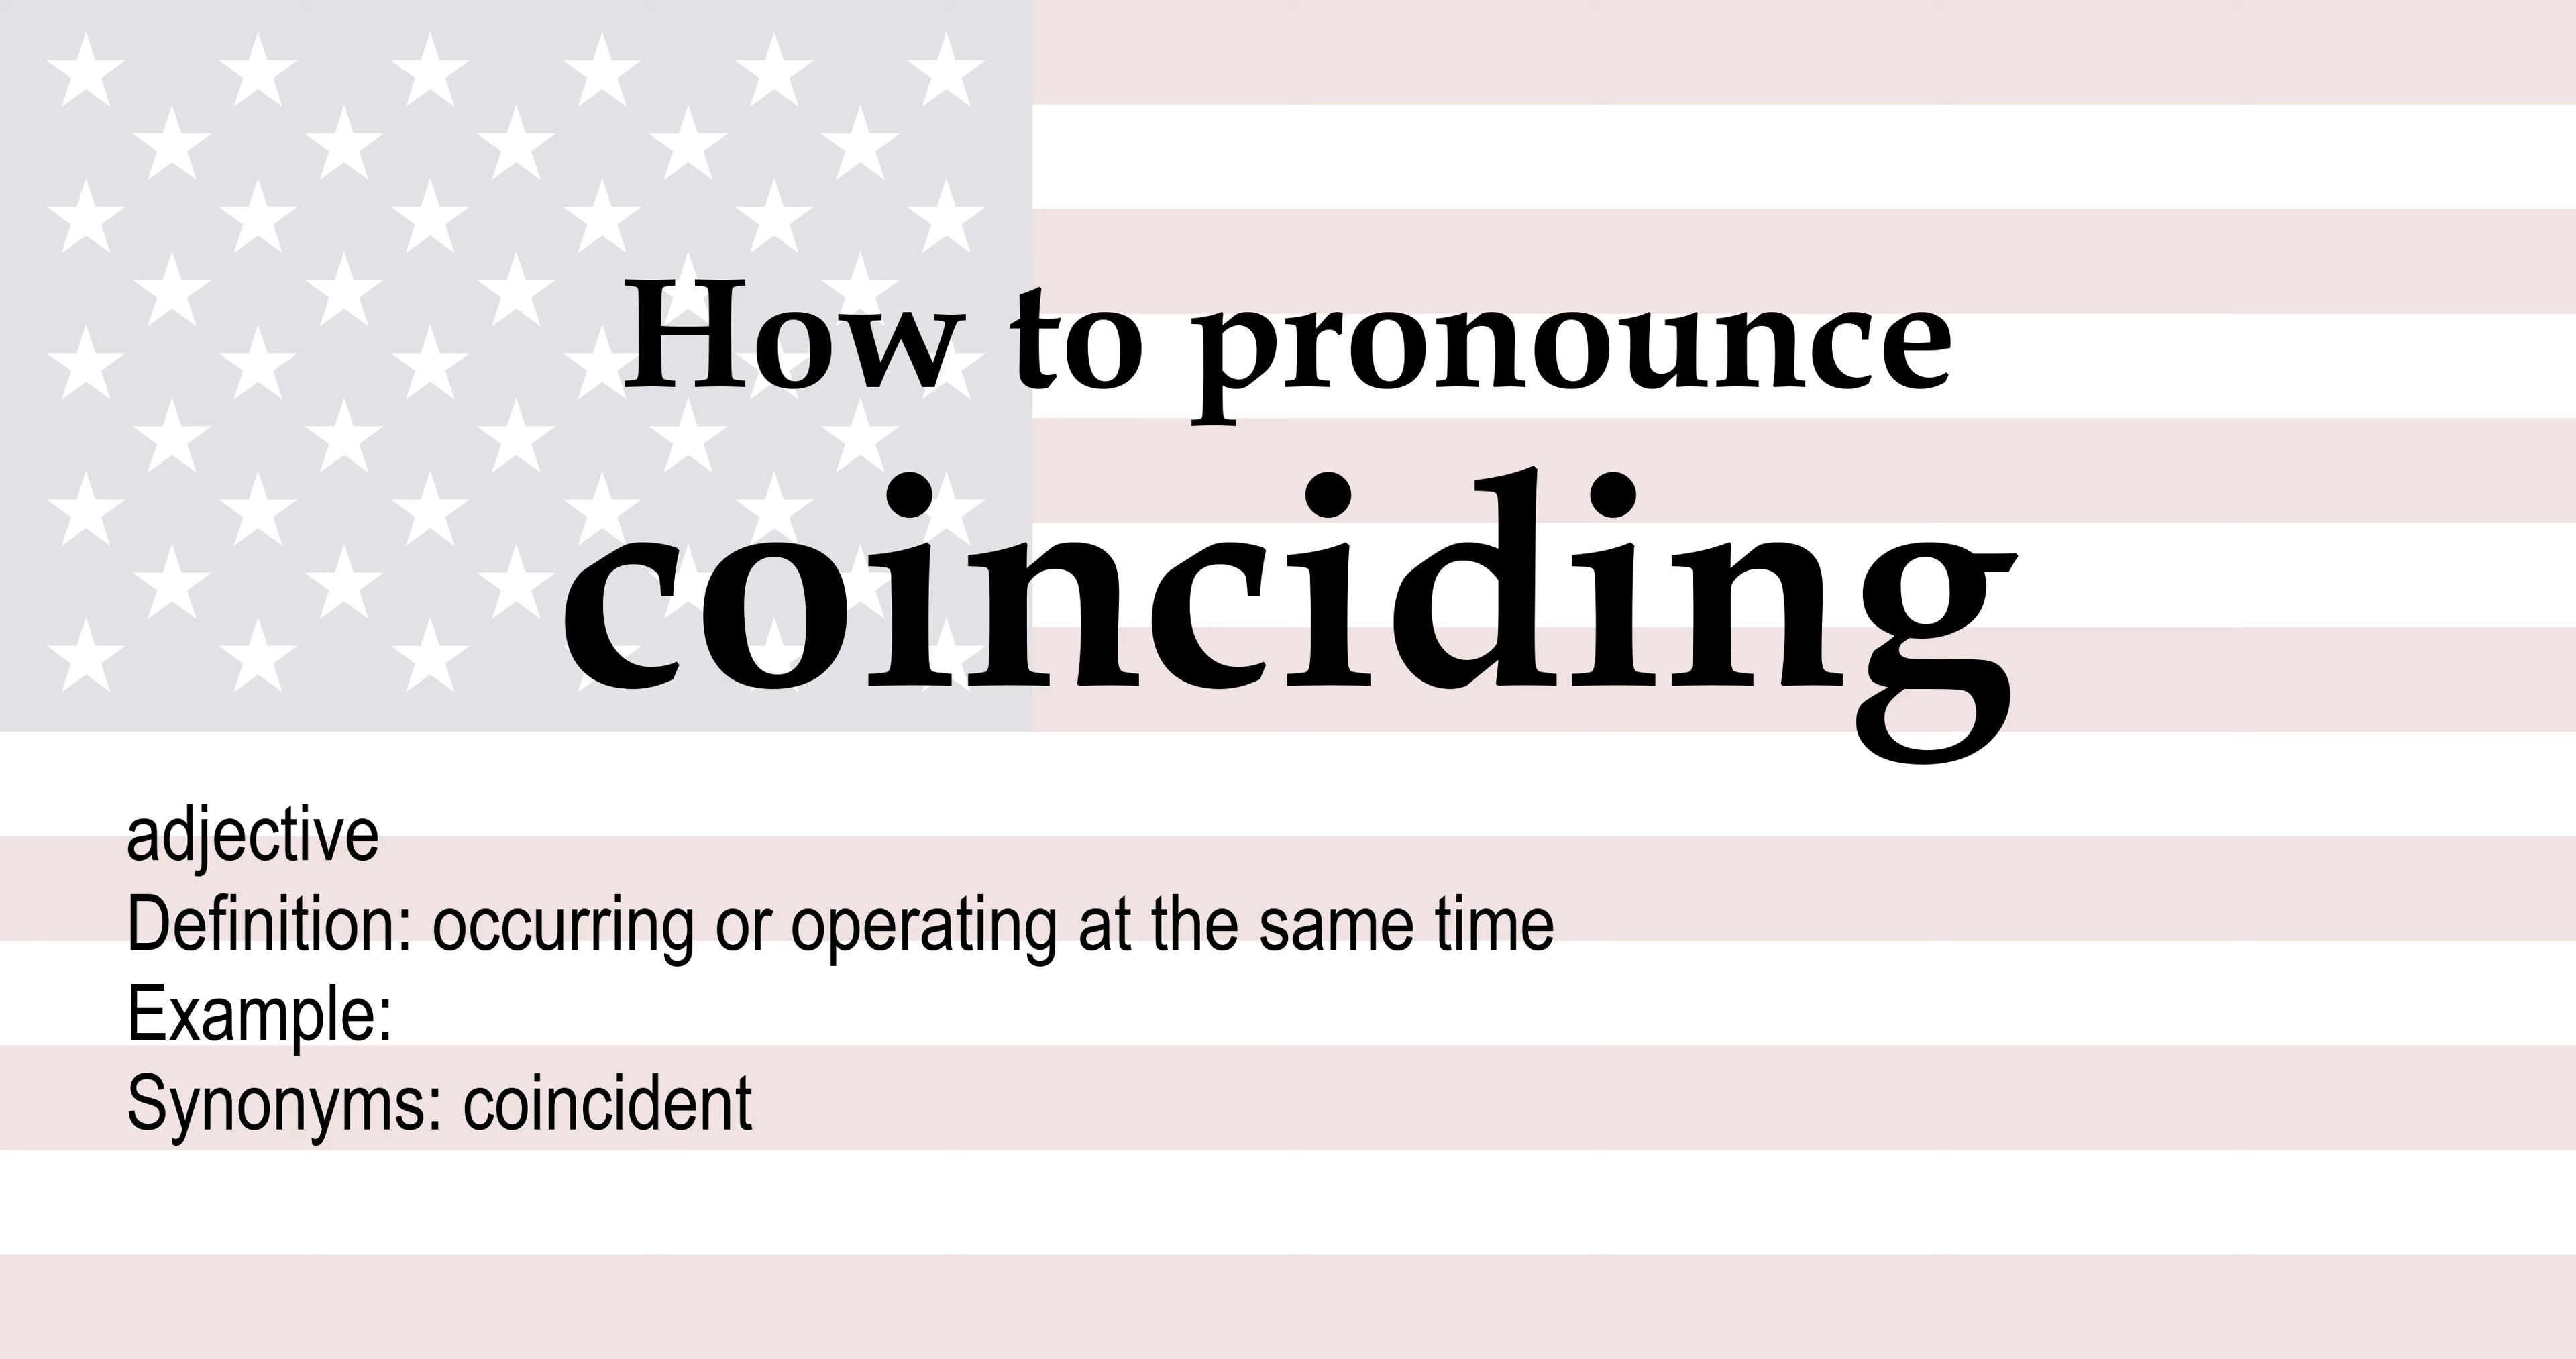 How to pronounce
coinciding
adjective
Definition: occurring or operating at the same time
Example:
Synonyms: coincident